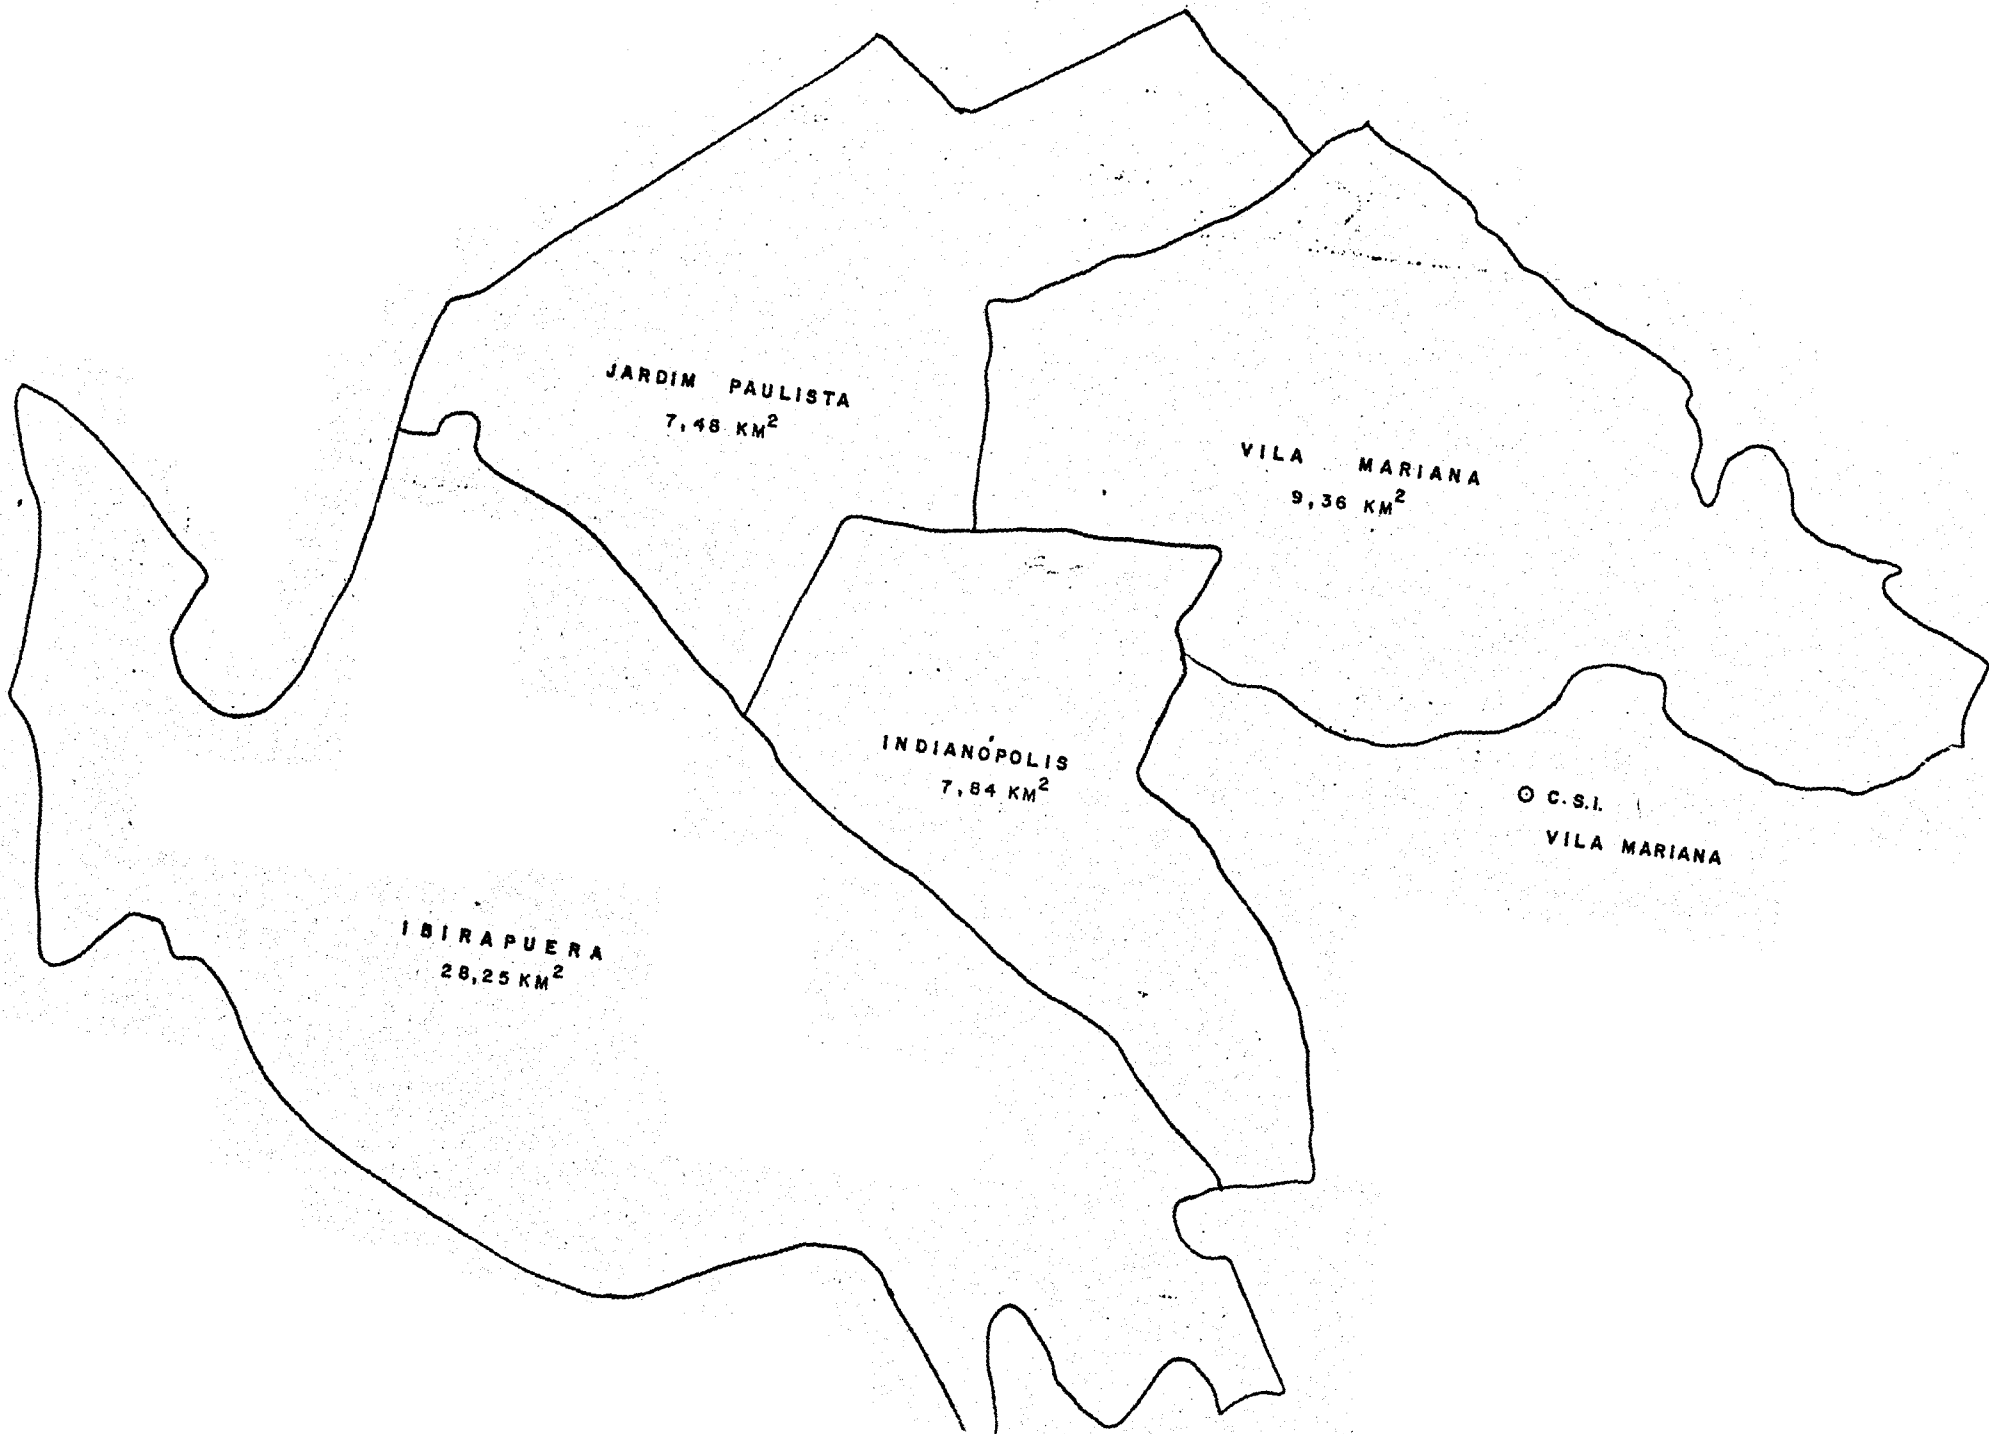 JARDIM PAULISTA
7,48 KM²
VILA MARIANA
9,36 KM²
INDIANÓPOLIS
7,84 KM²
C.S.I.
VILA MARIANA
IBIRAPUERA
28,25 KM²